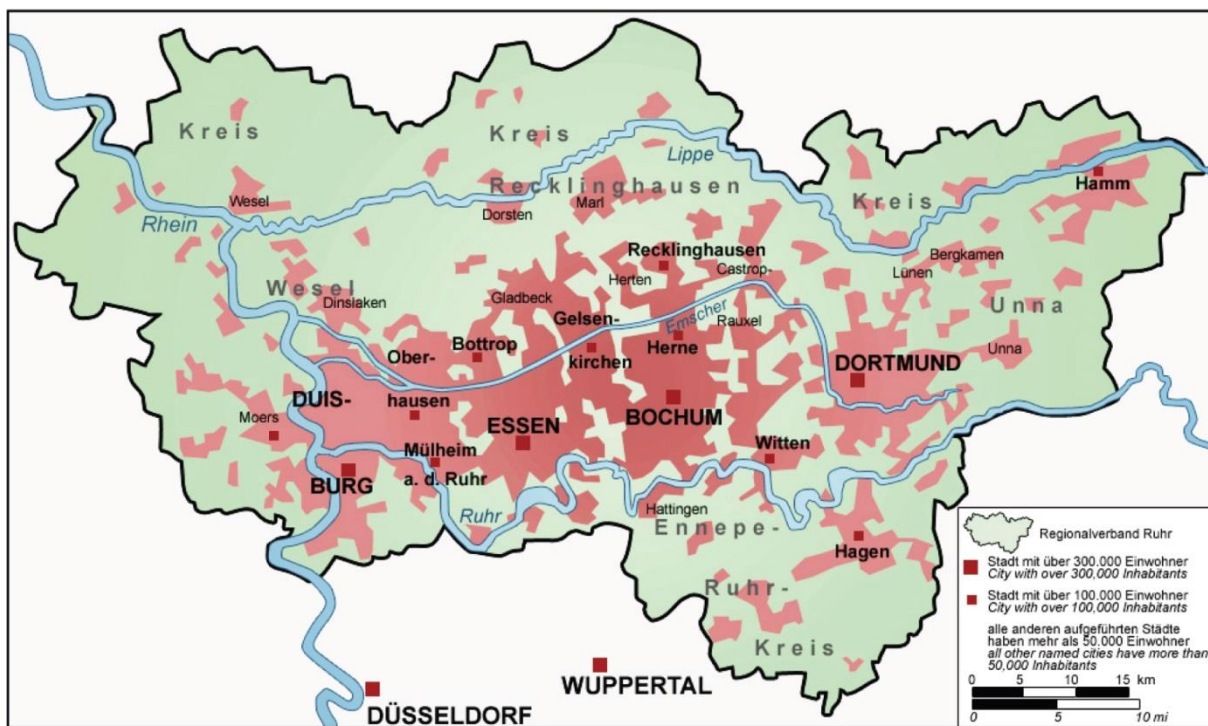 Kreis
Kreis
Lippe
Recklinghausen
Hamm
Wesel
Dorsten
Marl
Kreis
Rhein
Recklinghausen
Bergkamen
Castrop-
Lünen
Herten
Wesel
Dinslaken
Gladbeck
Unna
Gelsen-
Emscher
Rauxel
Ober-
Bottrop
Herne
Unna
kirchen
DORTMUND
DUIS-
hausen
BOCHUM
Moers
ESSEN
Mülheim
Witten
BURG
a. d. Ruhr
Hattingen
Ruhr
Ennepe-
Hagen
Ruhr-
Kreis
WUPPERTAL
DÜSSELDORF
Regionalverband Ruhr
Stadt mit über 300.000 Einwohner
City with over 300,000 Inhabitants
Stadt mit über 100.000 Einwohner
City with over 100,000 Inhabitants
alle anderen aufgeführten Städte
haben mehr als 50.000 Einwohner
all other named cities have more than
50,000 Inhabitants
0 5 10 15 km
0 5 10 mi